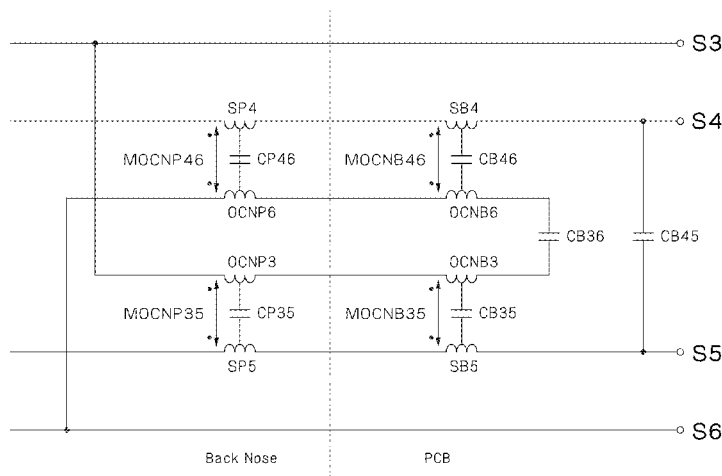 S3
SP4
SB4
S4
MOCNP46
CP46
MOCNB46
CB46
OCNP6
OCNB6
CB36
CB45
OCNP3
OCNB3
MOCNP35
CP35
MOCNB35
CB35
SP5
SB5
S5
S6
Back Nose
PCB